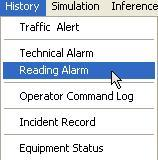 History Simulation Inference
Traffic Alert
Technical Alarm
Reading Alarm
Operator Command Log
Incident Record
Equipment Status